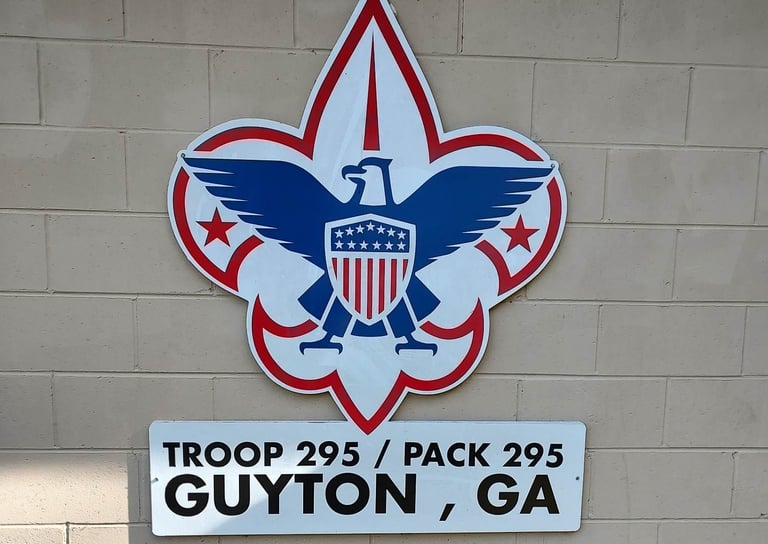 TROOP 295 / PACK 295
GUYTON , GA